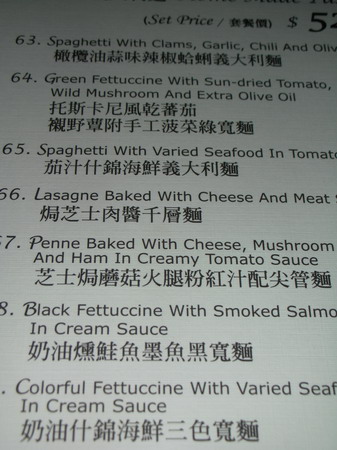 (Set Price / 套餐價) $ 52
63. Spaghetti With Clams, Garlic, Chili And Oliv
橄欖油蒜味辣椒蛤蜊義大利麵
64. Green Fettuccine With Sun-dried Tomato,
Wild Mushroom And Extra Olive Oil
托斯卡尼風乾蕃茄
襯野蕈附手工菠菜綠寬麵
65. Spaghetti With Varied Seafood In Tomato
茄汁什錦海鮮義大利麵
66. Lasagne Baked With Cheese And Meat S
焗芝士肉醬千層麵
67. Penne Baked With Cheese, Mushroom
And Ham In Creamy Tomato Sauce
芝士焗蘑菇火腿粉紅汁配尖管麵
8. Black Fettuccine With Smoked Salmo
In Cream Sauce
奶油燻鮭魚墨魚黑寬麵
. Colorful Fettuccine With Varied Seaf
In Cream Sauce
奶油什錦海鮮三色寬麵